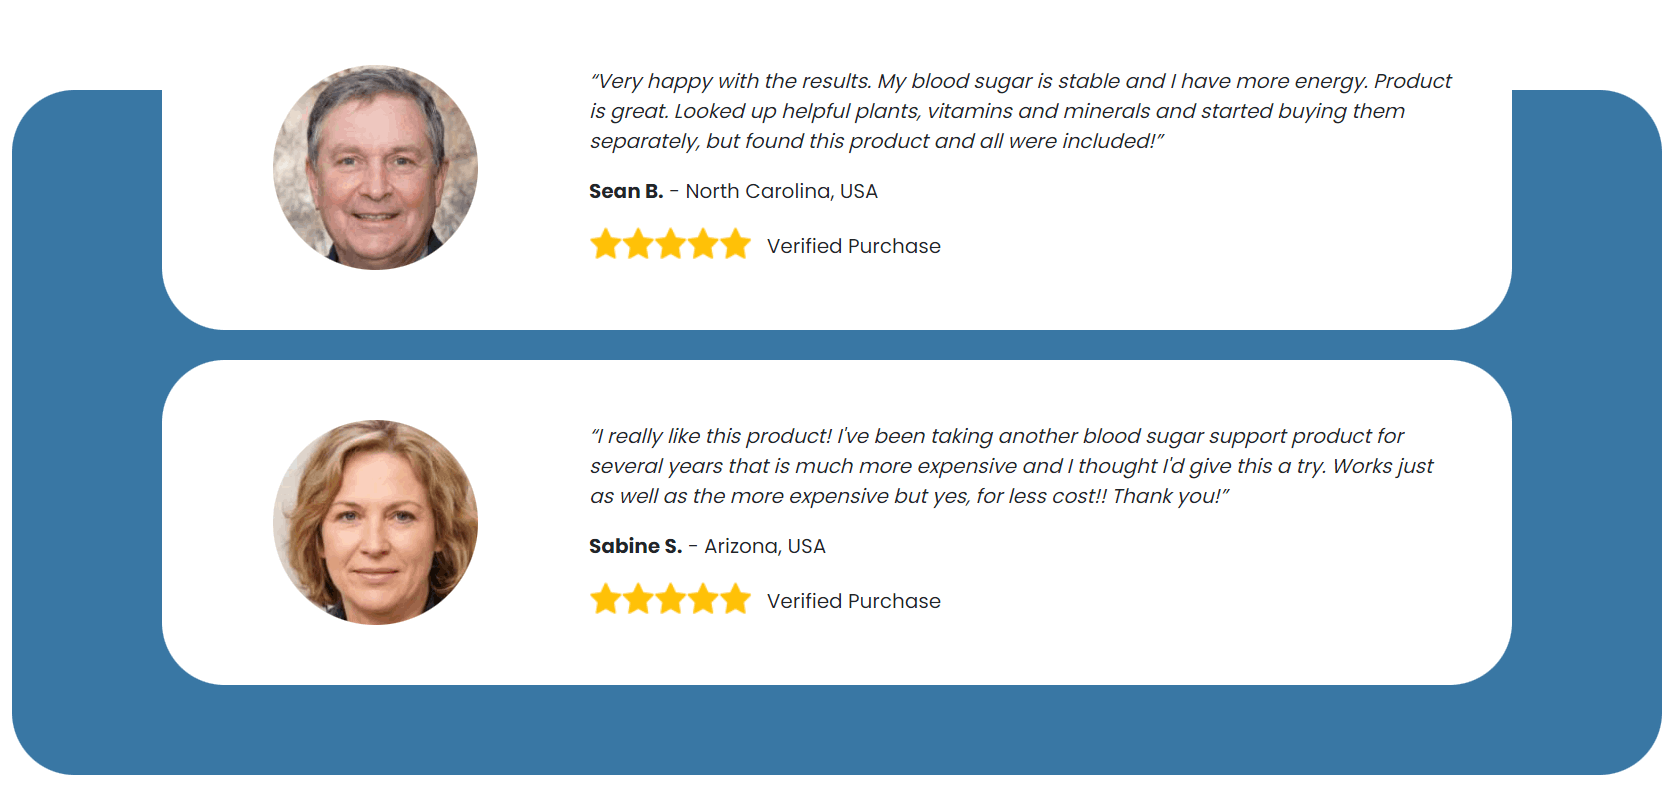 “Very happy with the results. My blood sugar is stable and I have more energy. Product
is great. Looked up helpful plants, vitamins and minerals and started buying them
separately, but found this product and all were included!”
Sean B. - North Carolina, USA
Verified Purchase
“I really like this product! I've been taking another blood sugar support product for
several years that is much more expensive and I thought I'd give this a try. Works just
as well as the more expensive but yes, for less cost!! Thank you!”
Sabine S. - Arizona, USA
Verified Purchase